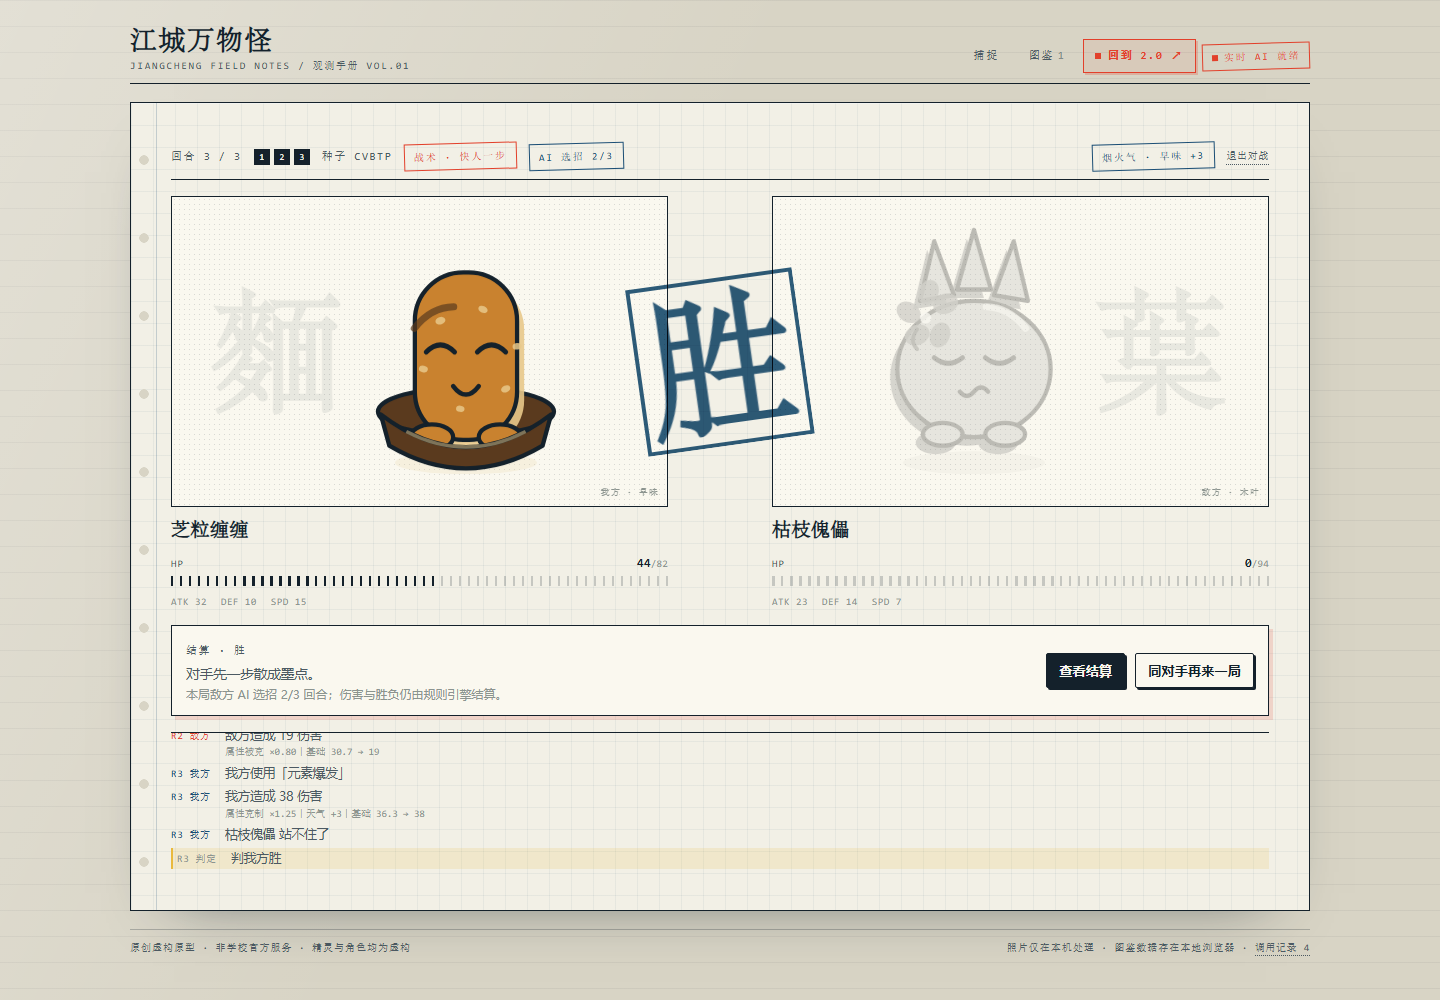 江城万物怪
JIANGCHENG FIELD NOTES / 观测手册 VOL.01
捕捉 图鉴 1 回到 2.0 ↗ 实时 AI 就绪
回合 3 / 3 1 2 3 种子 CVBTP 战术 · 快人一步 AI 选招 2/3 烟火气 · 早味 +3 退出对战
麵
胜
葉
我方 · 早味
敌方 · 木叶
芝粒缠缠
枯枝傀儡
HP 44/82
HP 0/94
ATK 32 DEF 10 SPD 15
ATK 23 DEF 14 SPD 7
结算 · 胜
对手先一步散成墨点。
本局敌方 AI 选招 2/3 回合；伤害与胜负仍由规则引擎结算。
查看结算 同对手再来一局
R2 敌方 敌方造成 19 伤害
属性被克 ×0.80 | 基础 30.7 → 19
R3 我方 我方使用「元素爆发」
R3 我方 我方造成 38 伤害
属性克制 ×1.25 | 天气 +3 | 基础 36.3 → 38
R3 我方 枯枝傀儡 站不住了
R3 判定 判我方胜
原创虚构原型 · 非学校官方服务 · 精灵与角色均为虚构
照片仅在本机处理 · 图鉴数据存在本地浏览器 · 调用记录 4